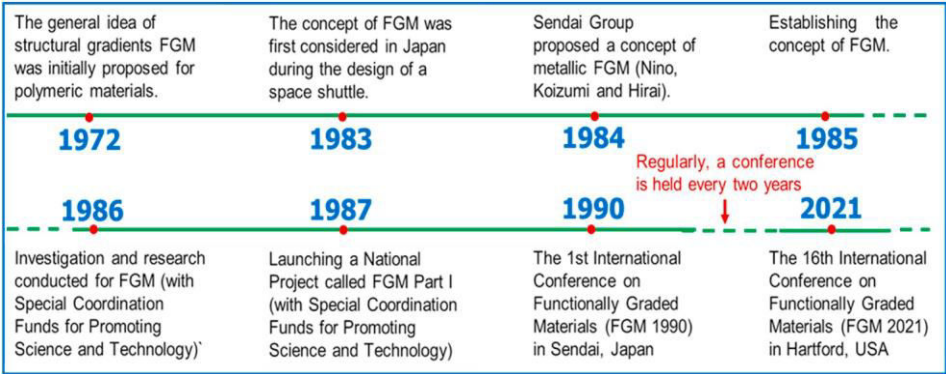 The general idea of
structural gradients FGM
was initially proposed for
polymeric materials.
The concept of FGM was
first considered in Japan
during the design of a
space shuttle.
Sendai Group
proposed a concept of
metallic FGM (Nino,
Koizumi and Hirai).
Establishing the
concept of FGM.
1972
1983
1984
1985
Regularly, a conference
is held every two years
1986
1987
1990
2021
Investigation and research
conducted for FGM (with
Special Coordination
Funds for Promoting
Science and Technology)`
Launching a National
Project called FGM Part I
(with Special Coordination
Funds for Promoting
Science and Technology)
The 1st International
Conference on
Functionally Graded
Materials (FGM 1990)
in Sendai, Japan
The 16th International
Conference on
Functionally Graded
Materials (FGM 2021)
in Hartford, USA